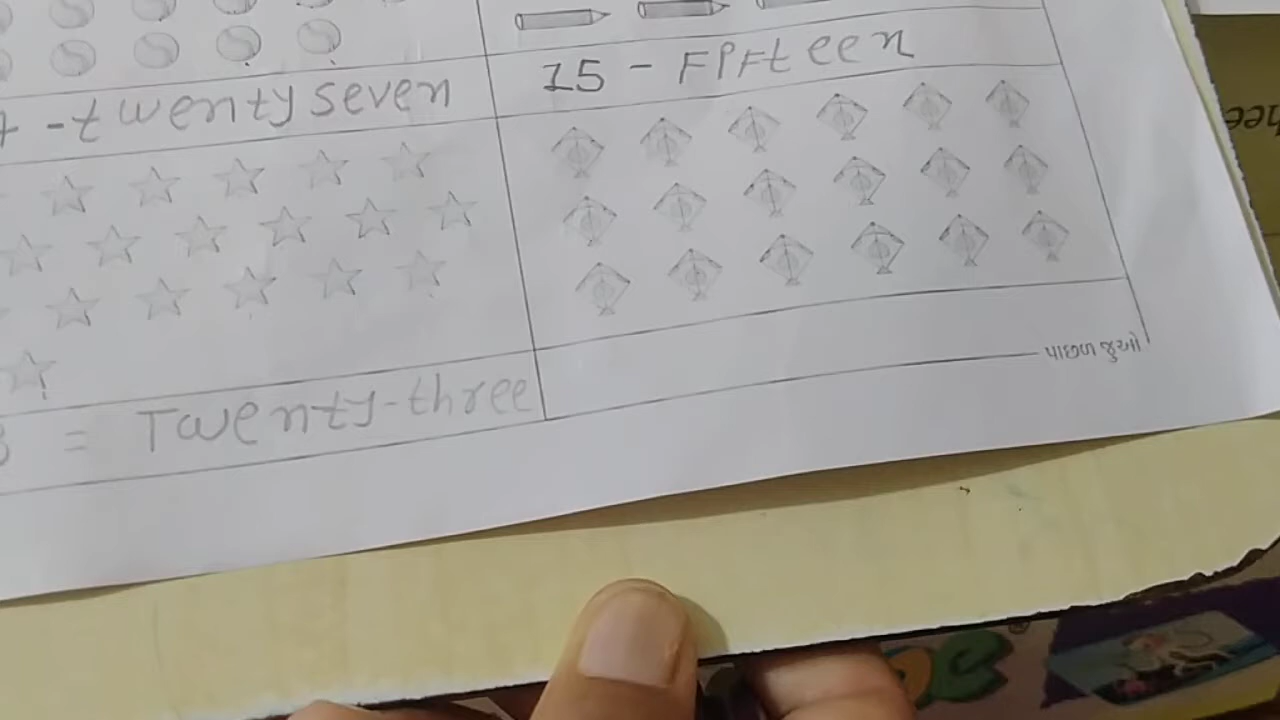 -twenty seven
15 - FiFteen
= Twenty-three
પાછળ જુઓ